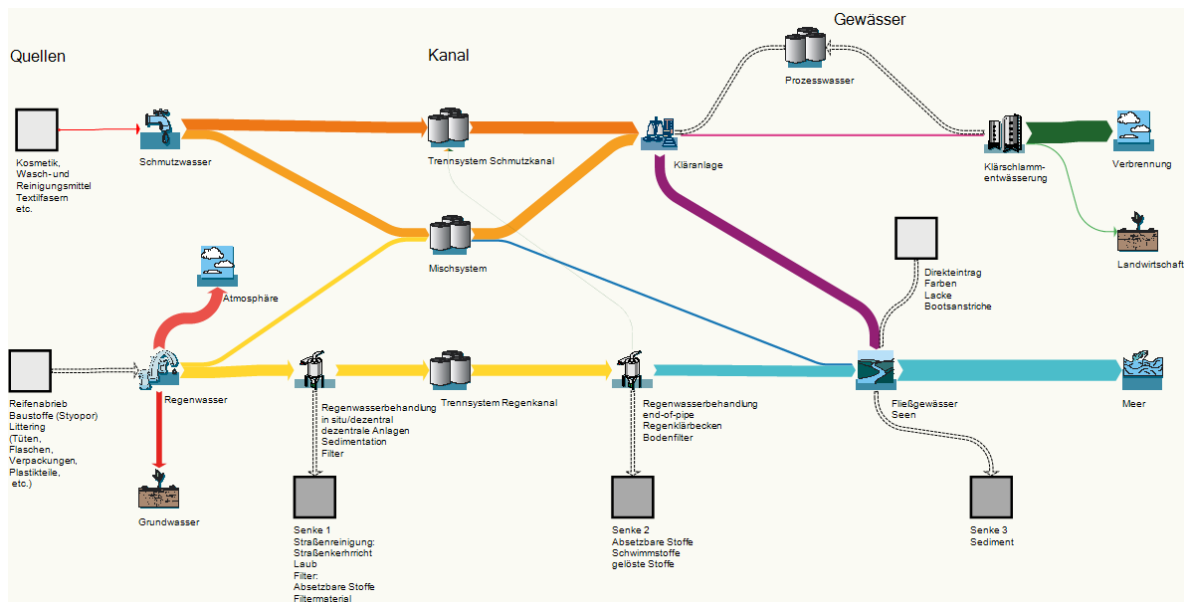 Gewässer
Quellen
Kanal
Prozesswasser
Kosmetik,
Wasch-und
Reinigungsmittel
Textilfasern
etc.
Schmutzwasser
Trennsystem Schmutzkanal
Kläranlage
Klärschlamm-
entwässerung
Verbrennung
Mischsystem
Landwirtschaft
Atmosphäre
Direkteintrag
Farben
Lacke
Bootsanstriche
Reifenabrieb
Baustoffe (Styopor)
Littering
(Tüten,
Flaschen,
Verpackungen,
Plastikteile,
etc.)
Regenwasser
Regenwasserbehandlung
in situ/dezentral
dezentrale Anlagen
Sedimentation
Filter
Trennsystem Regenkanal
Regenwasserbehandlung
end-of-pipe
Regenklärbecken
Bodenfilter
Fließgewässer
Seen
Meer
Grundwasser
Senke 1
Straßenreinigung:
Straßenkerhrricht
Laub
Filter:
Absetzbare Stoffe
Filtermaterial
Senke 2
Absetzbare Stoffe
Schwimmstoffe
gelöste Stoffe
Senke 3
Sediment